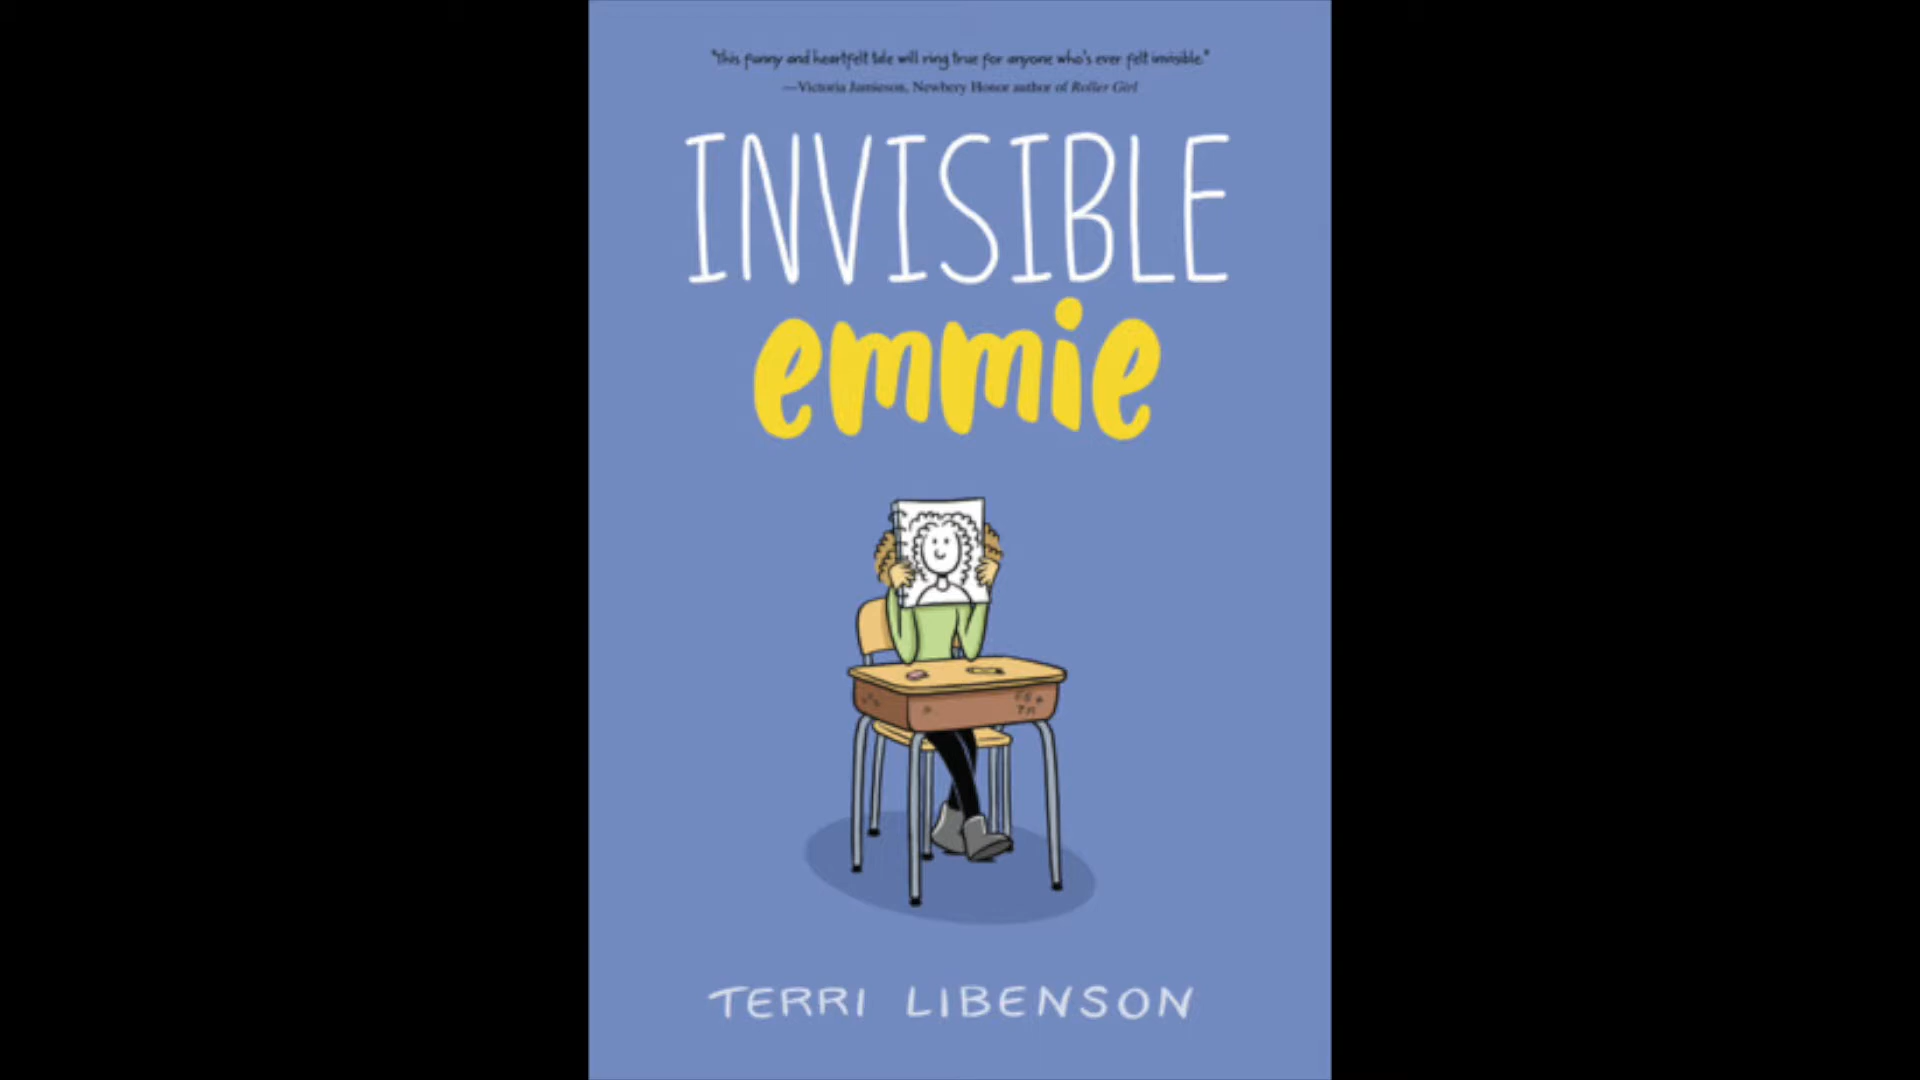 "This funny and heartfelt tale will ring true for anyone who's ever felt invisible."
—Victoria Jamieson, Newbery Honor author of Roller Girl
INVISIBLE
emmie
TERRI LIBENSON